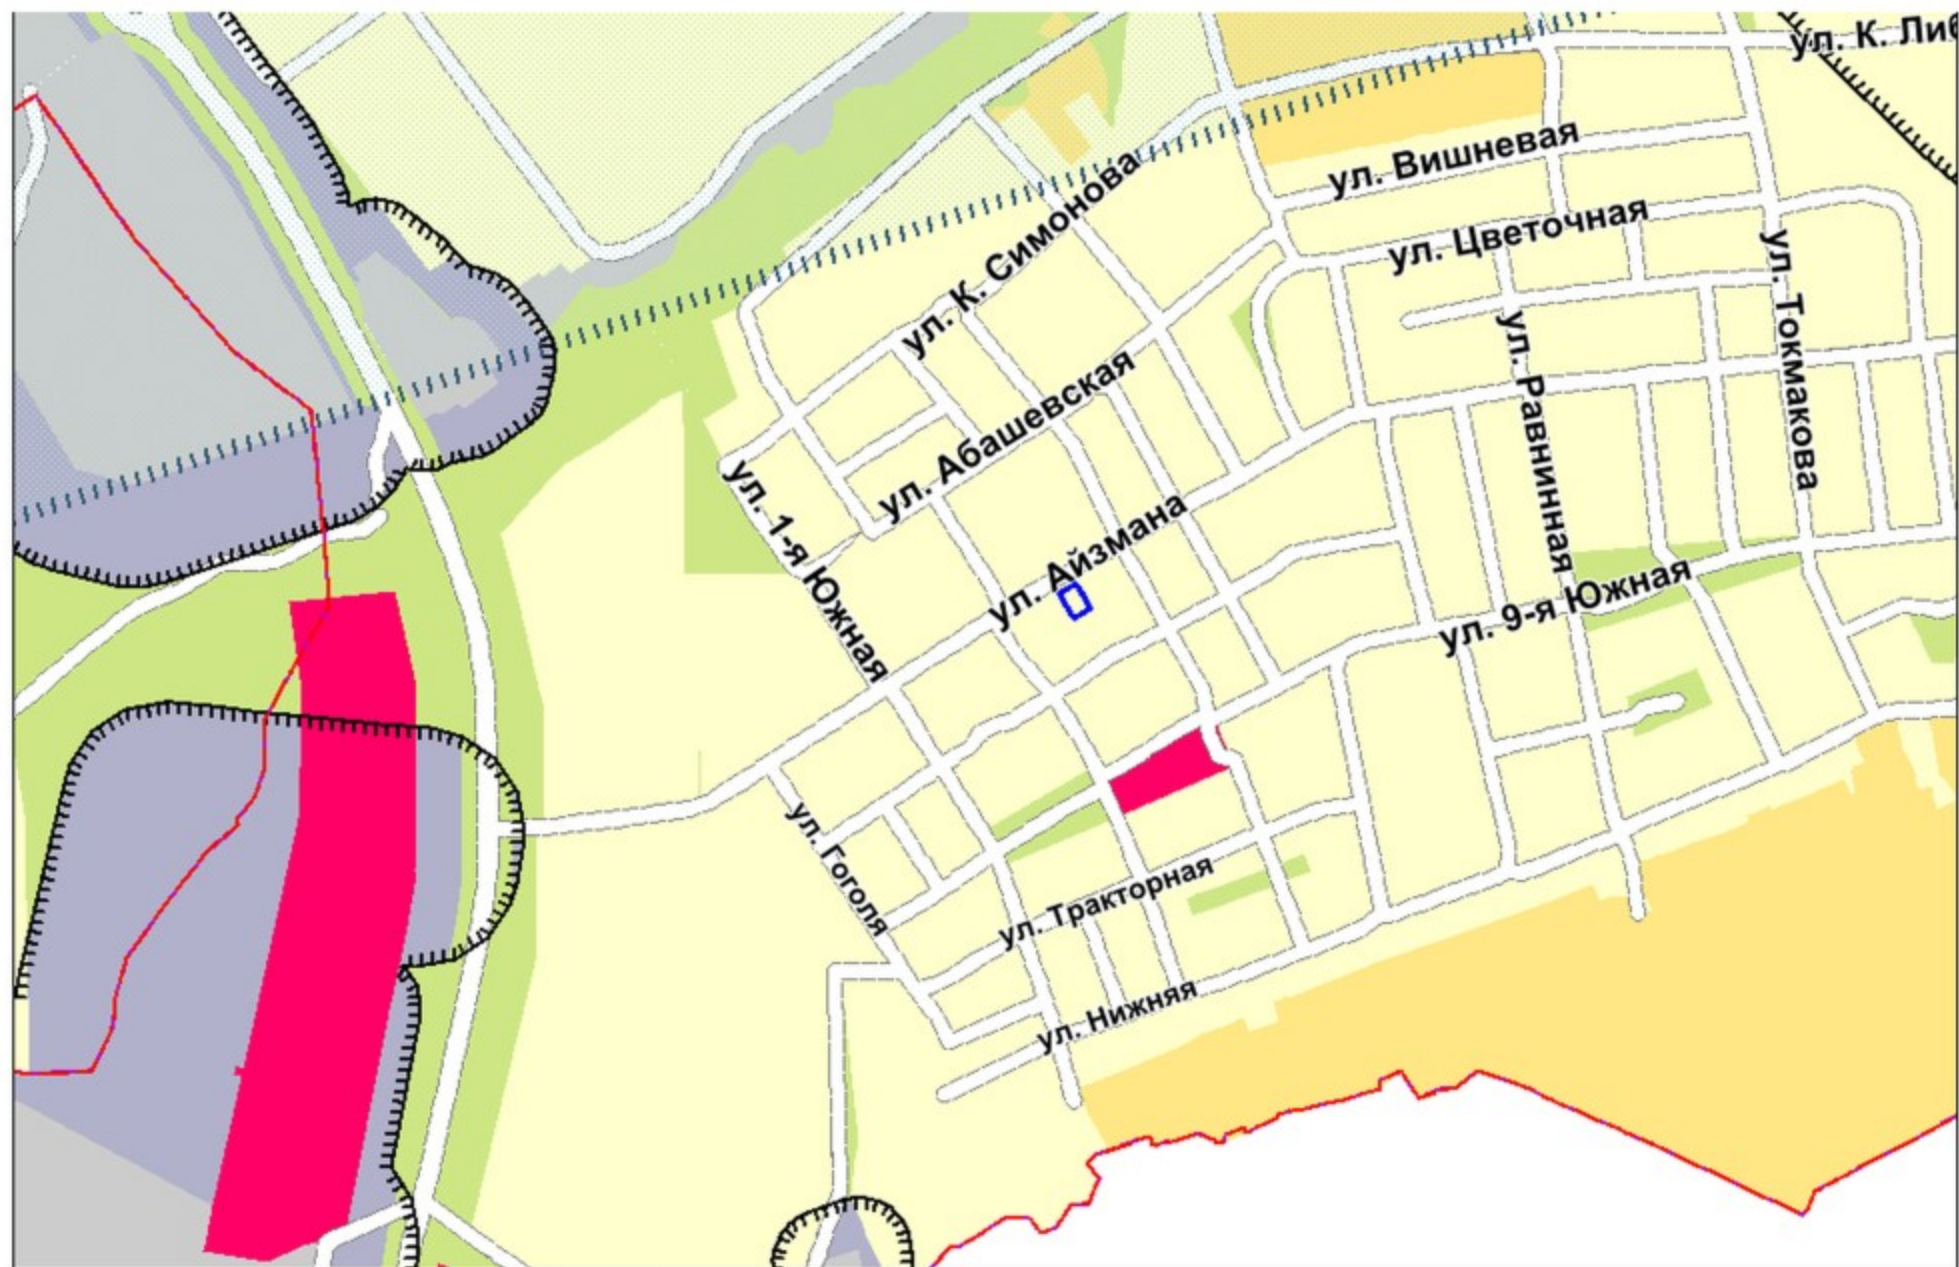 ул. К. Либ
ул. Вишневая
ул. К. Симонова
ул. Цветочная
ул. Токмакова
ул. Равнинная
ул. Абашевская
ул. 1-я Южная
ул. Айзмана
ул. 9-я Южная
ул. Гоголя
ул. Тракторная
ул. Нижняя